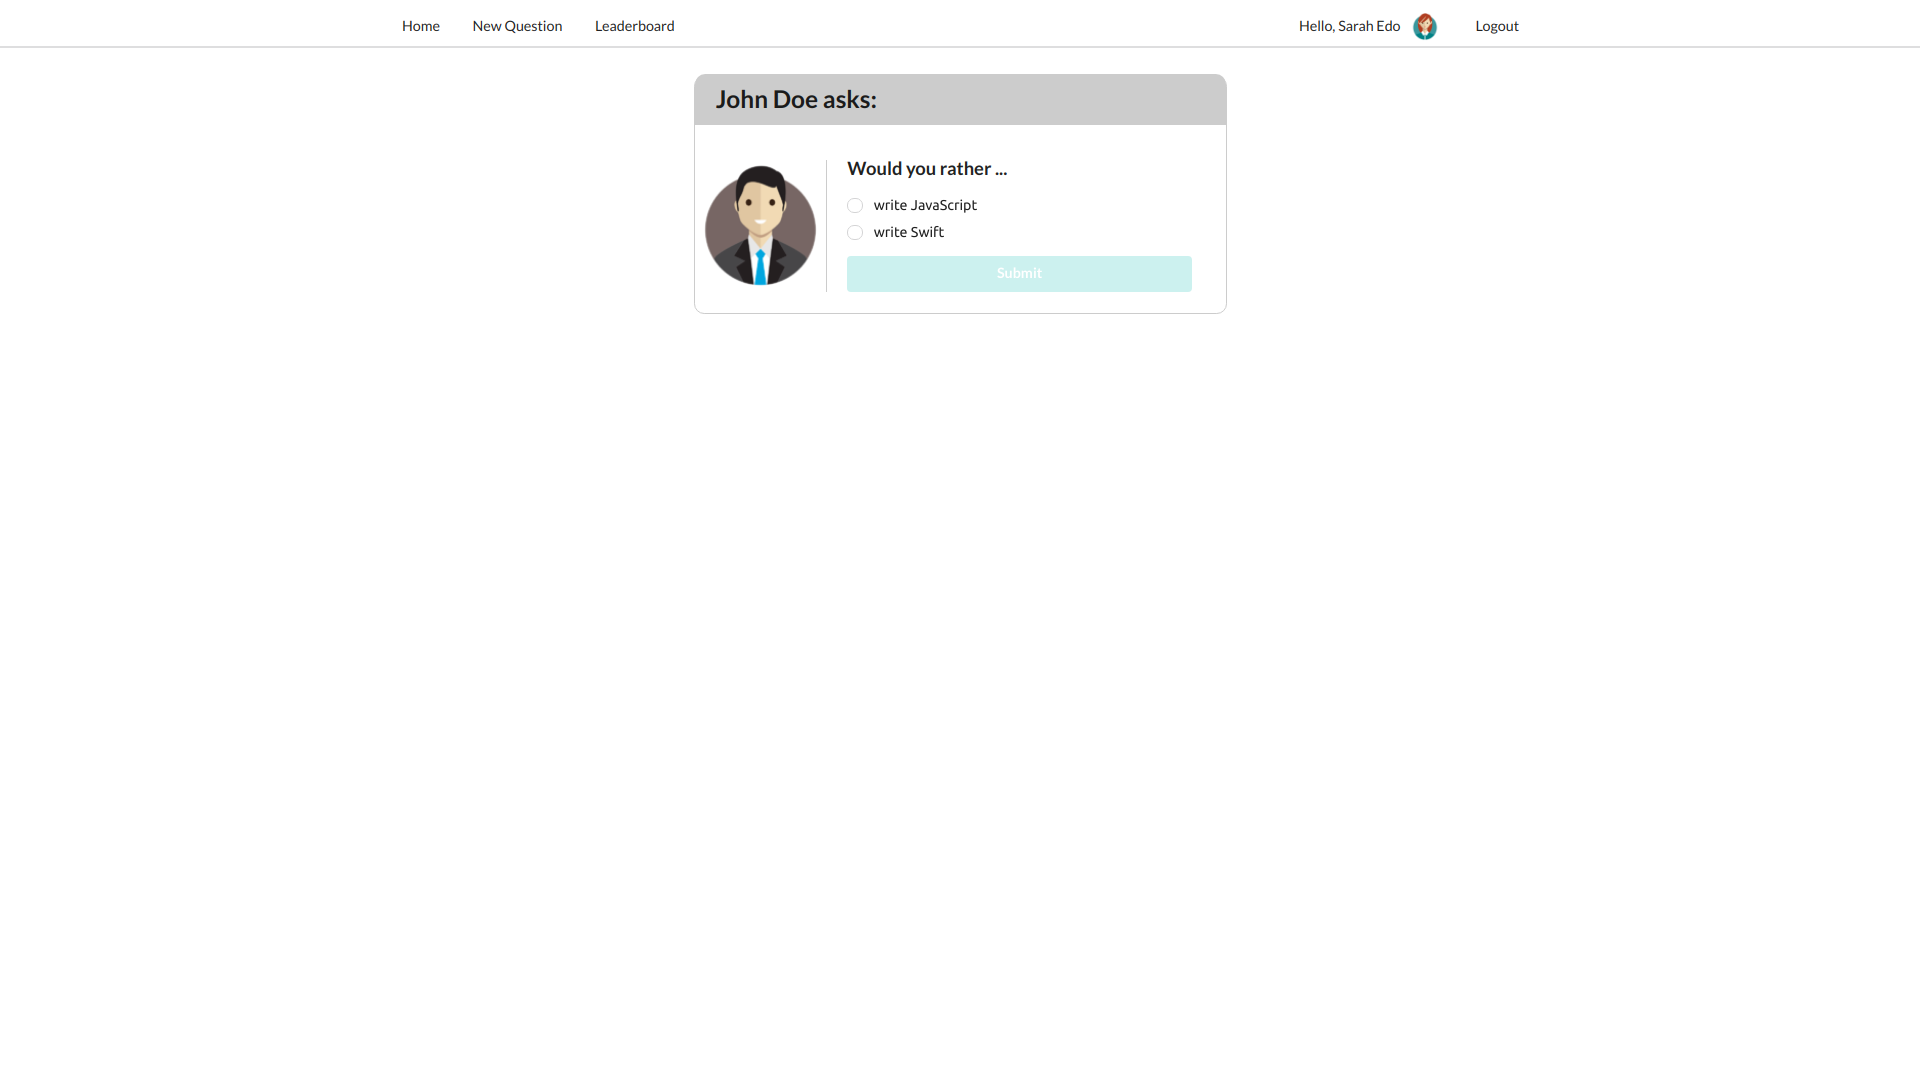 Home New Question Leaderboard Hello, Sarah Edo Logout
John Doe asks:
Would you rather ...
write JavaScript
write Swift
Submit